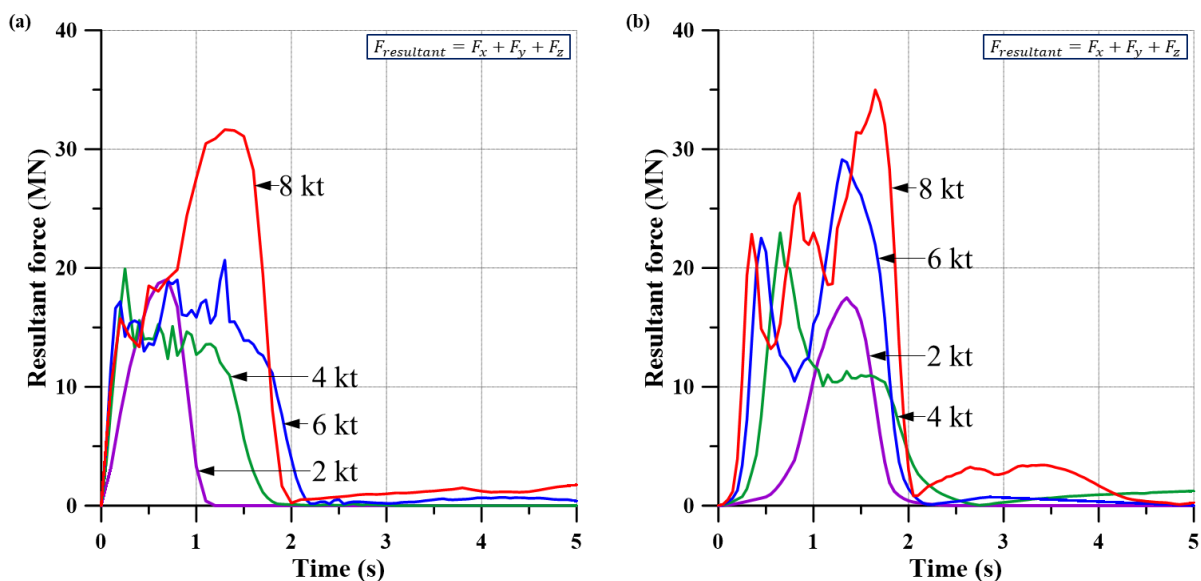 (a)
F_resultant = F_x + F_y + F_z
Resultant force (MN)
40
30
20
10
0
8 kt
4 kt
6 kt
2 kt
0 1 2 3 4 5
Time (s)
(b)
F_resultant = F_x + F_y + F_z
Resultant force (MN)
40
30
20
10
0
8 kt
6 kt
2 kt
4 kt
0 1 2 3 4 5
Time (s)